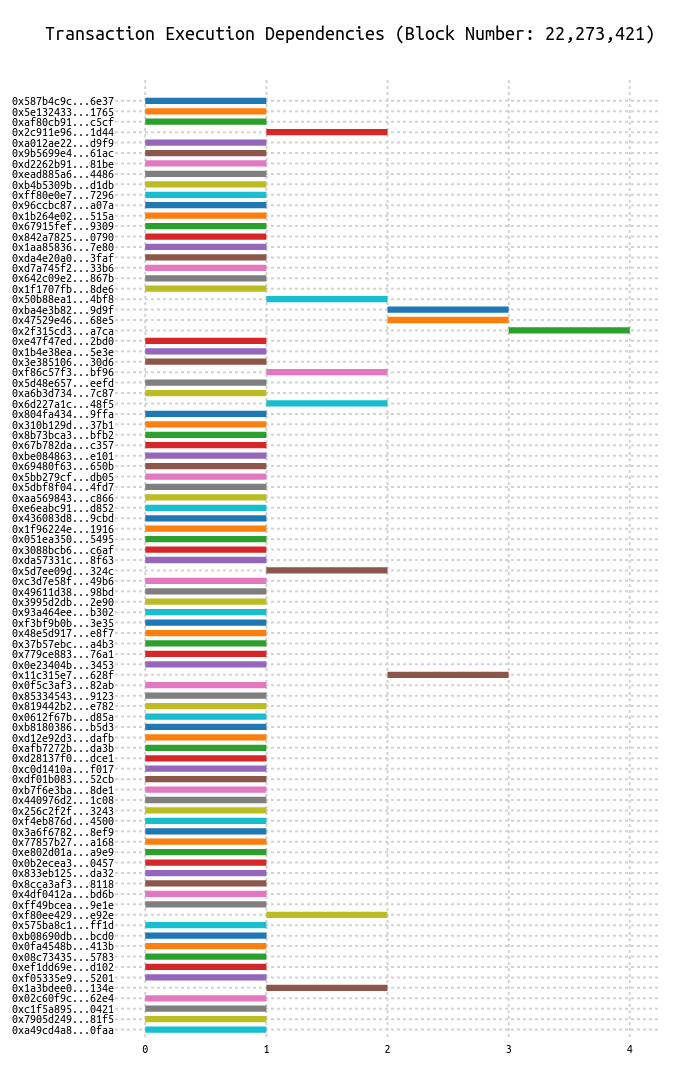 Transaction Execution Dependencies (Block Number: 22,273,421)
0x587b4c9c...6e37
0x5e132433...1765
0xaf80cb91...c5cf
0x2c911e96...1d44
0xa012ae22...d9f9
0x9b5699e4...61ac
0xd2262b91...81be
0xead885a6...4486
0xb4b5309b...d1db
0xff80e0e7...7296
0x96ccbc87...a07a
0x1b264e02...515a
0x67915fef...9309
0x842a7825...0790
0x1aa85836...7e80
0xda4e20a0...3faf
0xd7a745f2...33b6
0x642c09e2...867b
0x1f1707fb...8de6
0x50b88ea1...4bf8
0xba4e3b82...9d9f
0x47529e46...68e5
0x2f315cd3...a7ca
0xe47f47ed...2bd0
0x1b4e38ea...5e3e
0x3e385106...30d6
0xf86c57f3...bf96
0x5d48e657...eefd
0xa6b3d734...7c87
0x6d227a1c...48f5
0x804fa434...9ffa
0x310b129d...37b1
0x8b73bca3...bfb2
0x67b782da...c357
0xbe084863...e101
0x69480f63...650b
0x5bb279cf...db05
0x5dbf8f04...4fd7
0xaa569843...c866
0xe6eabc91...d852
0x436083d8...9cbd
0x1f96224e...1916
0x051ea350...5495
0x3088bcb6...c6af
0xda57331c...8f63
0x5d7ee09d...324c
0xc3d7e58f...49b6
0x49611d38...98bd
0x3995d2db...2e90
0x93a464ee...b302
0xf3bf9b0b...3e35
0x48e5d917...e8f7
0x37b57ebc...a4b3
0x779ce883...76a1
0x0e23404b...3453
0x11c315e7...628f
0x0f5c3af3...82ab
0x85334543...9123
0x819442b2...e782
0x0612f67b...d85a
0xb8180386...b5d3
0xd12e92d3...dafb
0xafb7272b...da3b
0xd28137f0...dce1
0xc0d1410a...f017
0xdf01b083...52cb
0xb7f6e3ba...8de1
0x440976d2...1c08
0x256c2f2f...3243
0xf4eb876d...4500
0x3a6f6782...8ef9
0x77857b27...a168
0xe802d01a...a9e9
0x0b2ecea3...0457
0x833eb125...da32
0x8cca3af3...8118
0x4df0412a...bd6b
0xff49bcea...9e1e
0xf80ee429...e92e
0x575ba8c1...ff1d
0xb08690db...bcd0
0x0fa4548b...413b
0x08c73435...5783
0xef1dd69e...d102
0xf05335e9...5201
0x1a3bdee0...134e
0x02c60f9c...62e4
0xc1f5a895...0421
0x7905d249...81f5
0xa49cd4a8...0faa
0 1 2 3 4